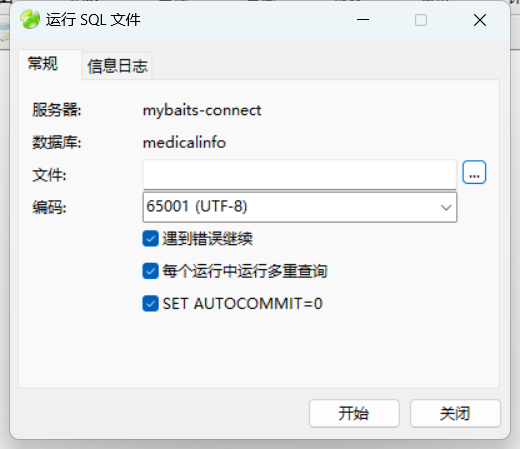 运行 SQL 文件
常规
信息日志
服务器: mybaits-connect
数据库: medicalinfo
文件: ...
编码: 65001 (UTF-8)
遇到错误继续
每个运行中运行多重查询
SET AUTOCOMMIT=0
开始 关闭